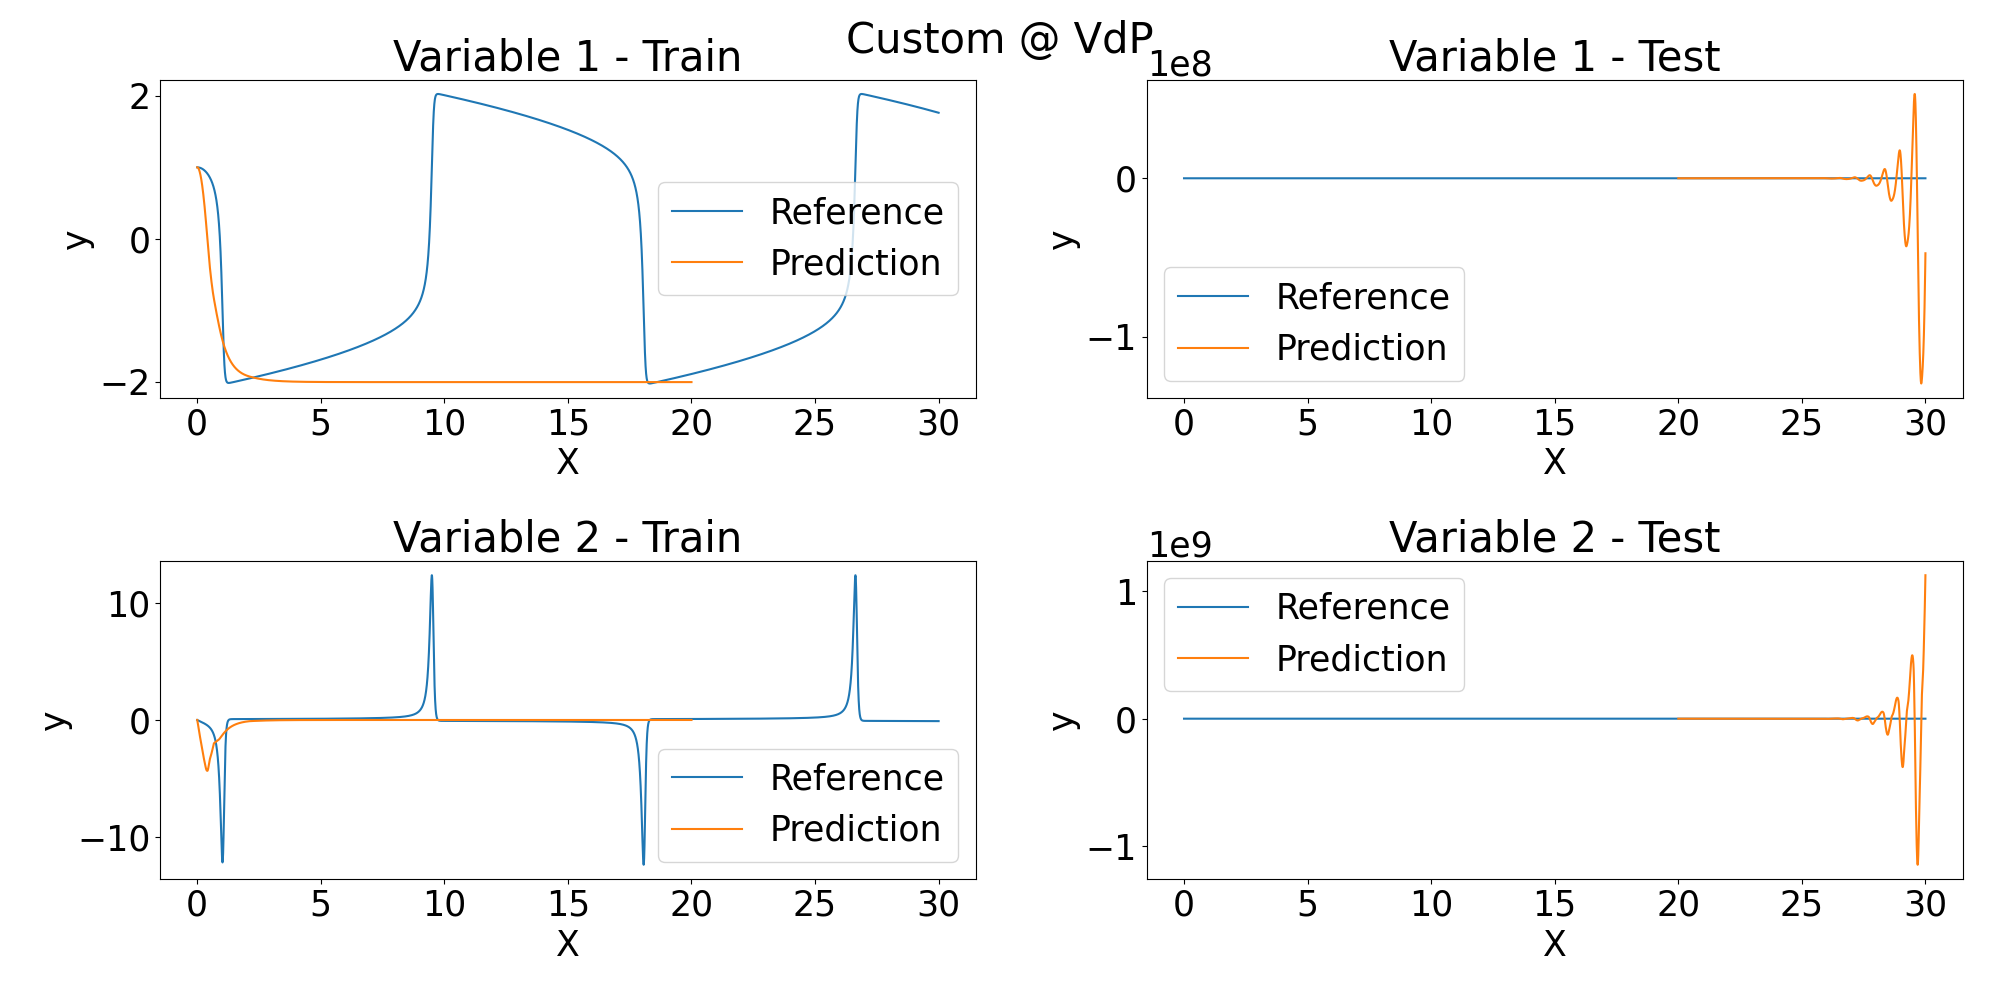 Custom @ VdP
Variable 1 - Train
2
0
−2
y
0 5 10 15 20 25 30
X
Reference
Prediction
Variable 1 - Test
1e8
0
−1
y
0 5 10 15 20 25 30
X
Reference
Prediction
Variable 2 - Train
10
0
−10
y
0 5 10 15 20 25 30
X
Reference
Prediction
Variable 2 - Test
1e9
1
0
−1
y
0 5 10 15 20 25 30
X
Reference
Prediction